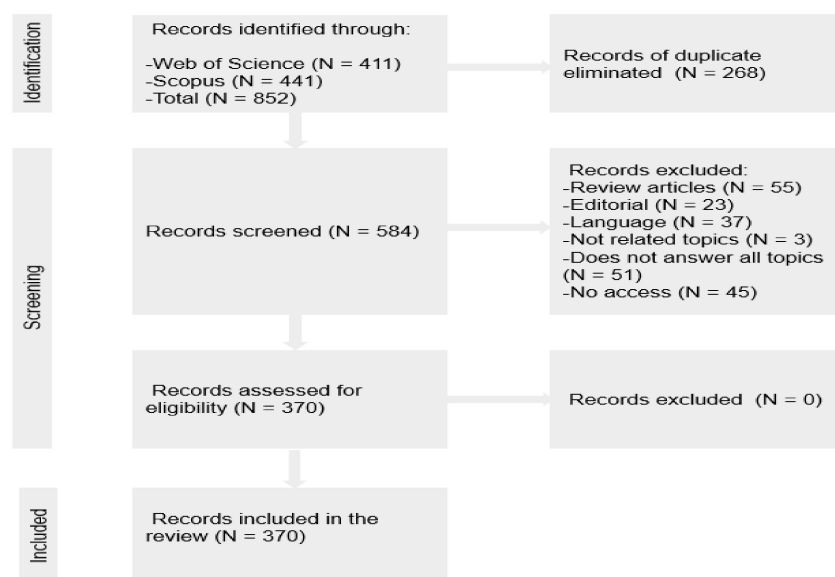 Identification
Records identified through:
-Web of Science (N = 411)
-Scopus (N = 441)
-Total (N = 852)
Records of duplicate
eliminated (N = 268)
Screening
Records screened (N = 584)
Records excluded:
-Review articles (N = 55)
-Editorial (N = 23)
-Language (N = 37)
-Not related topics (N = 3)
-Does not answer all topics
(N = 51)
-No access (N = 45)
Records assessed for
eligibility (N = 370)
Records excluded (N = 0)
Included
Records included in the
review (N = 370)